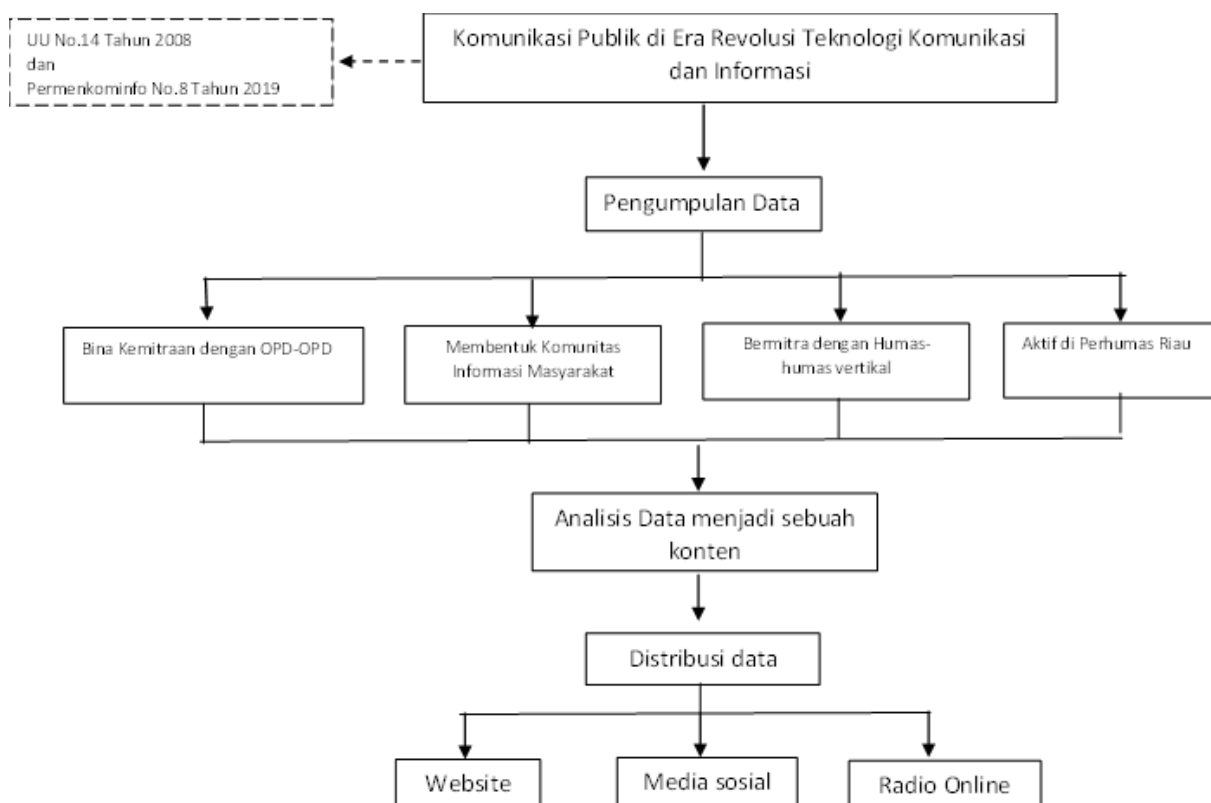 UU No.14 Tahun 2008
dan
Permenkominfo No.8 Tahun 2019
Komunikasi Publik di Era Revolusi Teknologi Komunikasi
dan Informasi
Pengumpulan Data
Bina Kemitraan dengan OPD-OPD
Membentuk Komunitas
Informasi Masyarakat
Bermitra dengan Humas-
humas vertikal
Aktif di Perhumas Riau
Analisis Data menjadi sebuah
konten
Distribusi data
Website
Media sosial
Radio Online